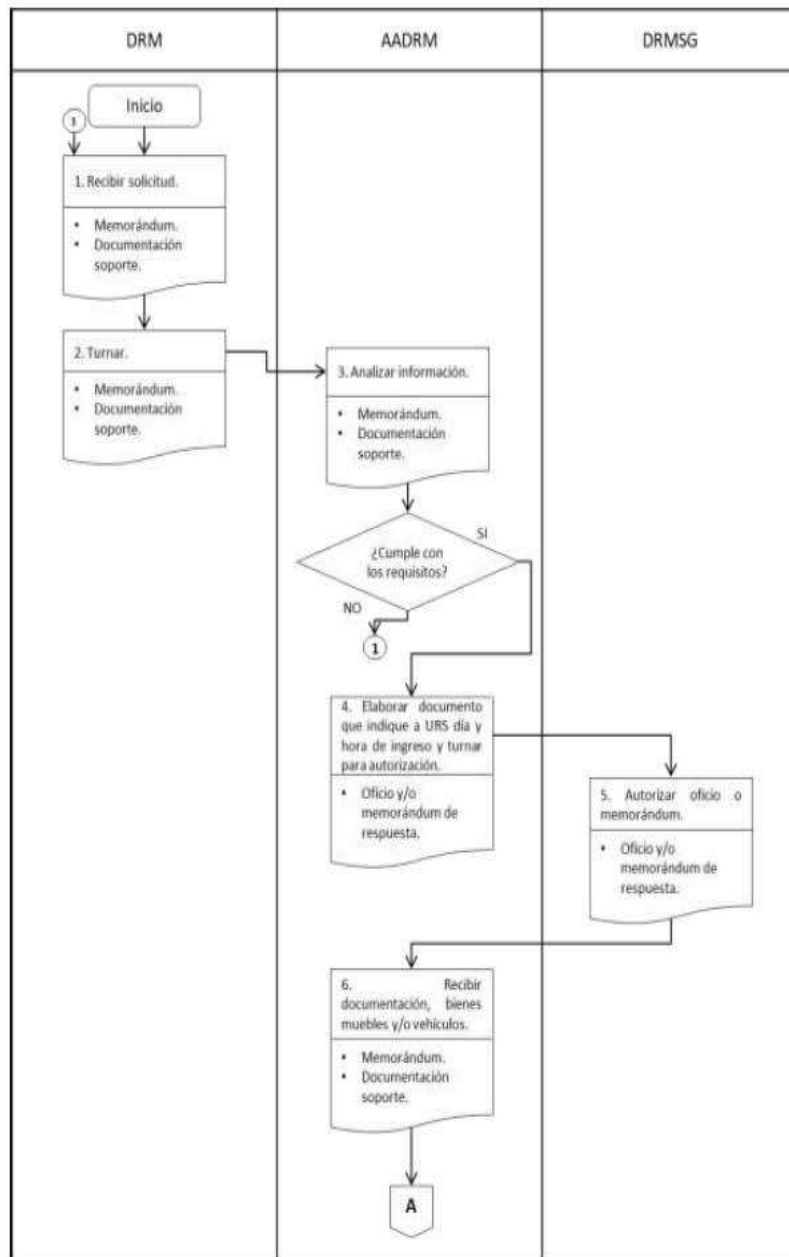 DRM
AADRM
DRMSG
Inicio
1
1. Recibir solicitud.
• Memorándum.
• Documentación
soporte.
2. Turnar.
• Memorándum.
• Documentación
soporte.
3. Analizar información.
• Memorándum.
• Documentación
soporte.
¿Cumple con
los requisitos?
SI
NO
1
4. Elaborar documento
que indique a URS día y
hora de ingreso y turnar
para autorización.
• Oficio y/o
memorándum de
respuesta.
5. Autorizar oficio o
memorándum.
• Oficio y/o
memorándum de
respuesta.
6. Recibir
documentación, bienes
muebles y/o vehículos.
• Memorándum.
• Documentación
soporte.
A